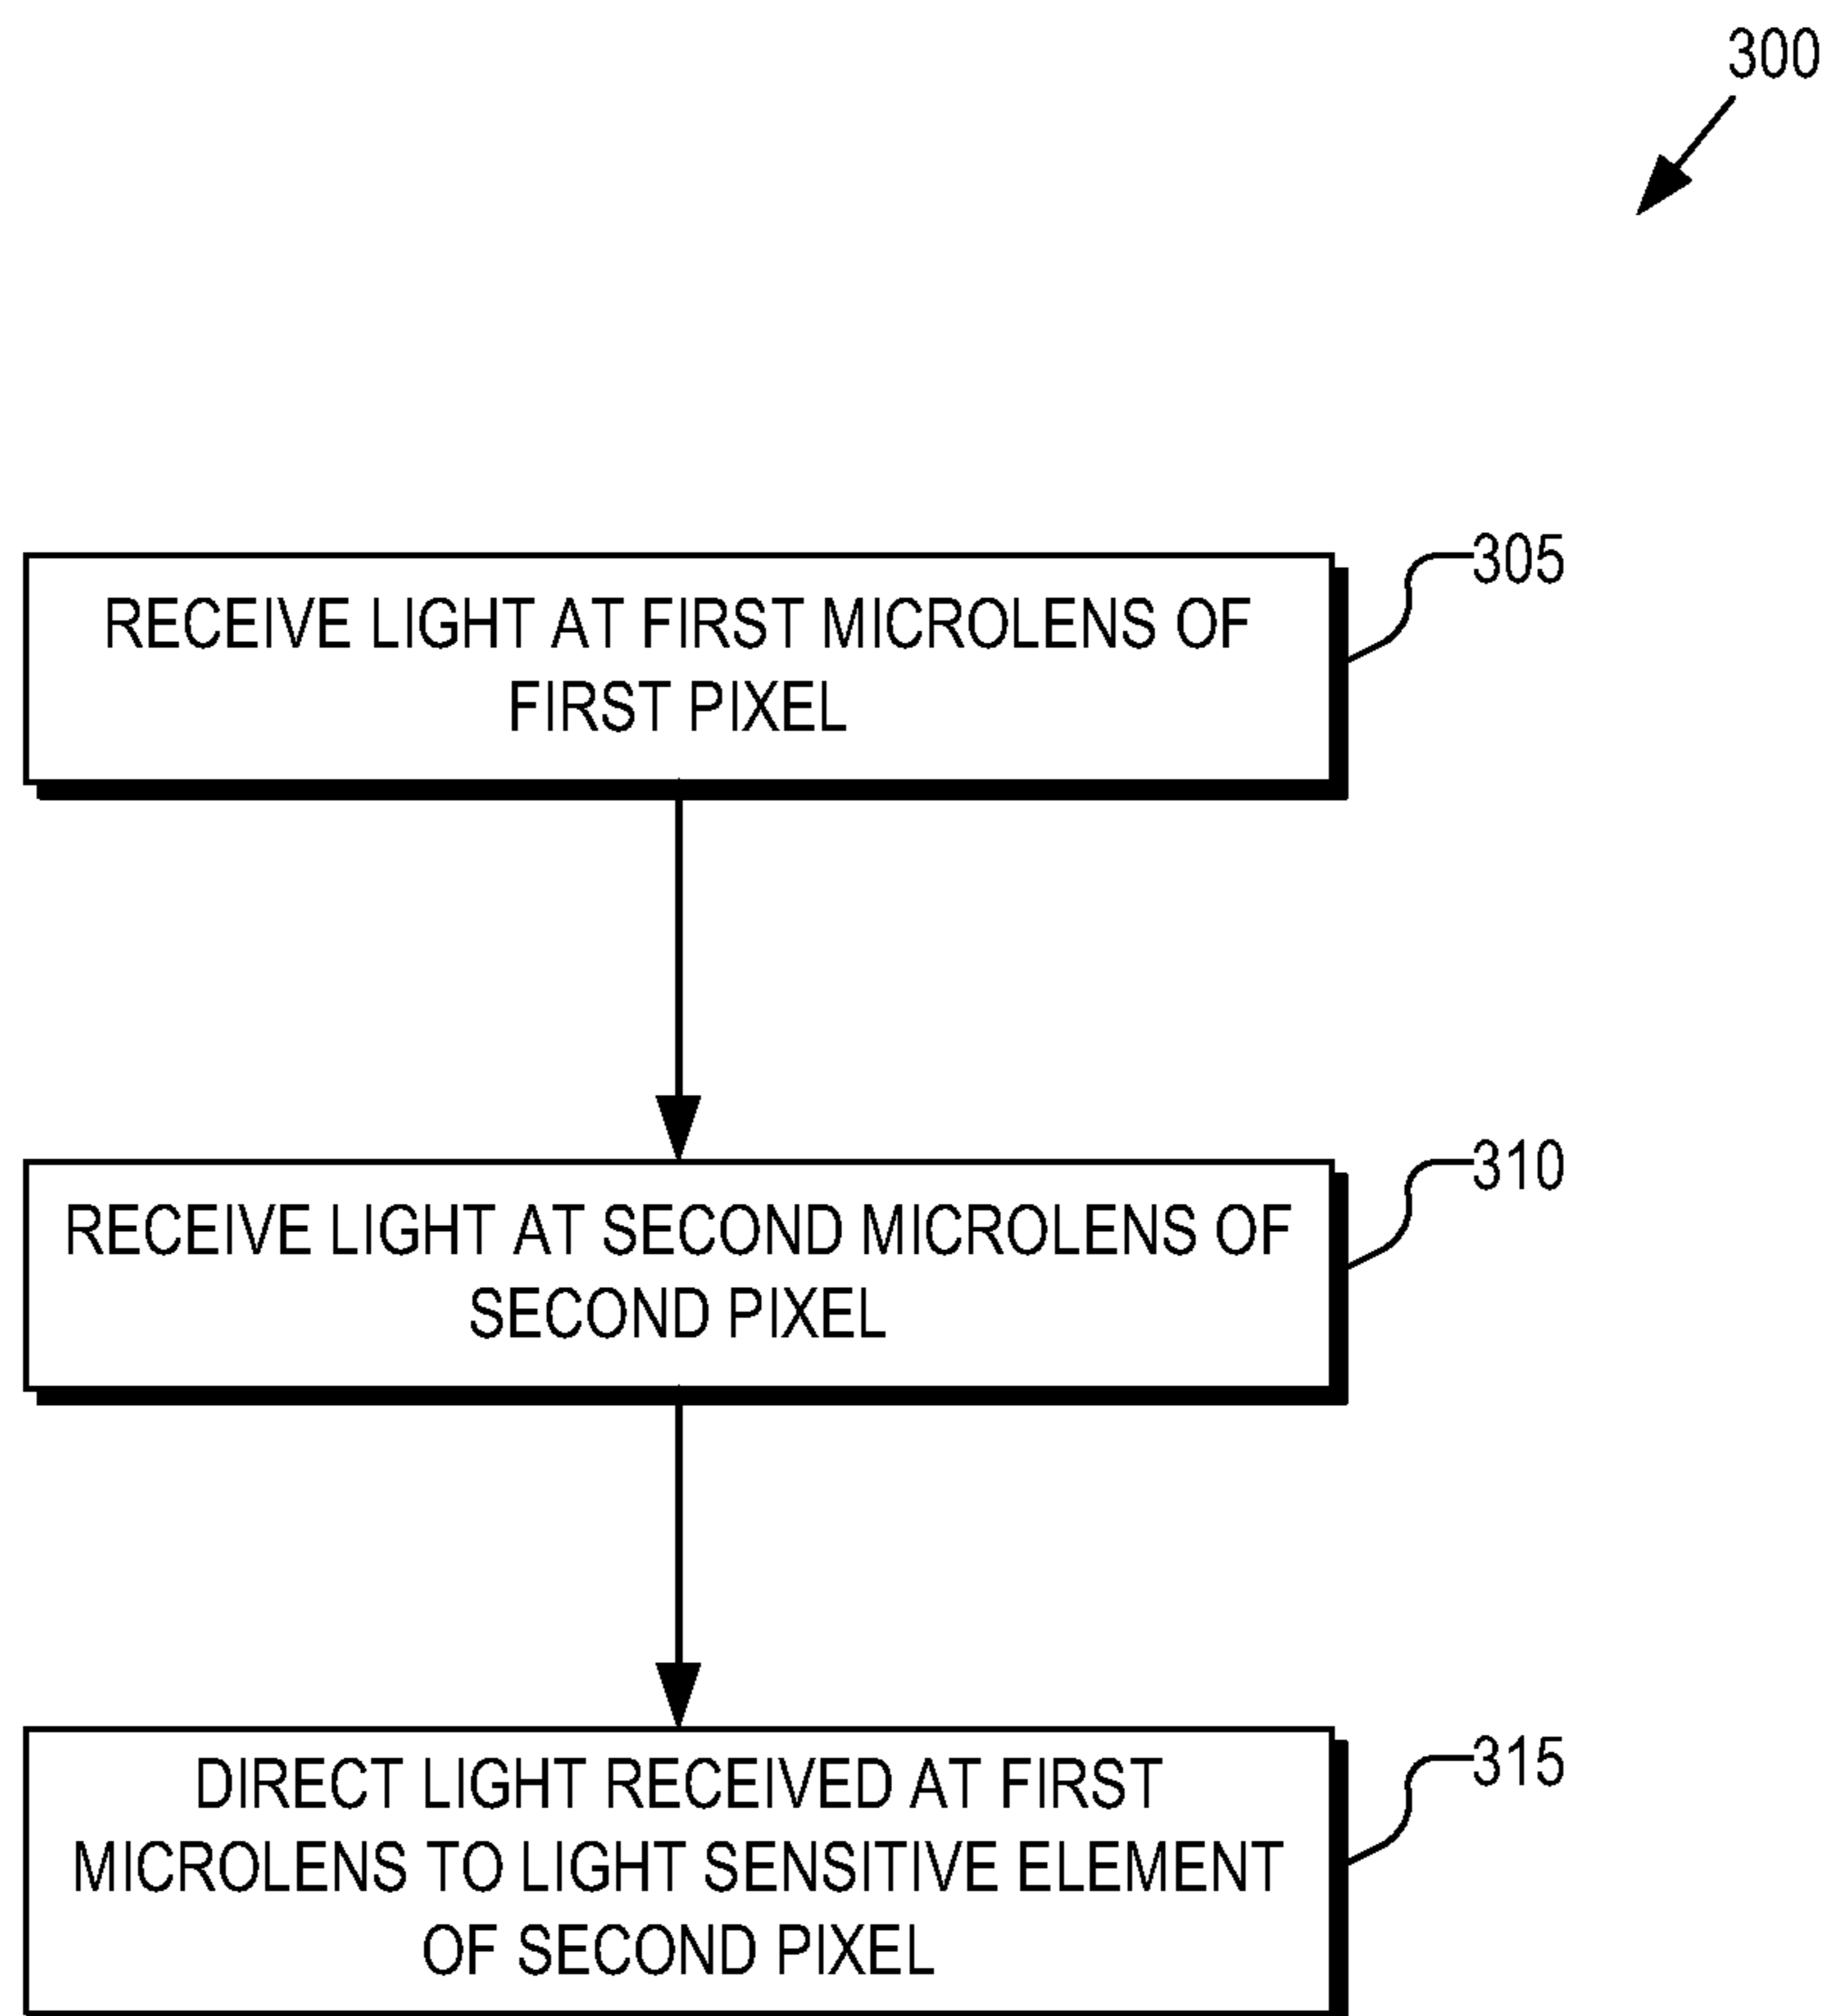 300
305
RECEIVE LIGHT AT FIRST MICROLENS OF
FIRST PIXEL
310
RECEIVE LIGHT AT SECOND MICROLENS OF
SECOND PIXEL
315
DIRECT LIGHT RECEIVED AT FIRST
MICROLENS TO LIGHT SENSITIVE ELEMENT
OF SECOND PIXEL